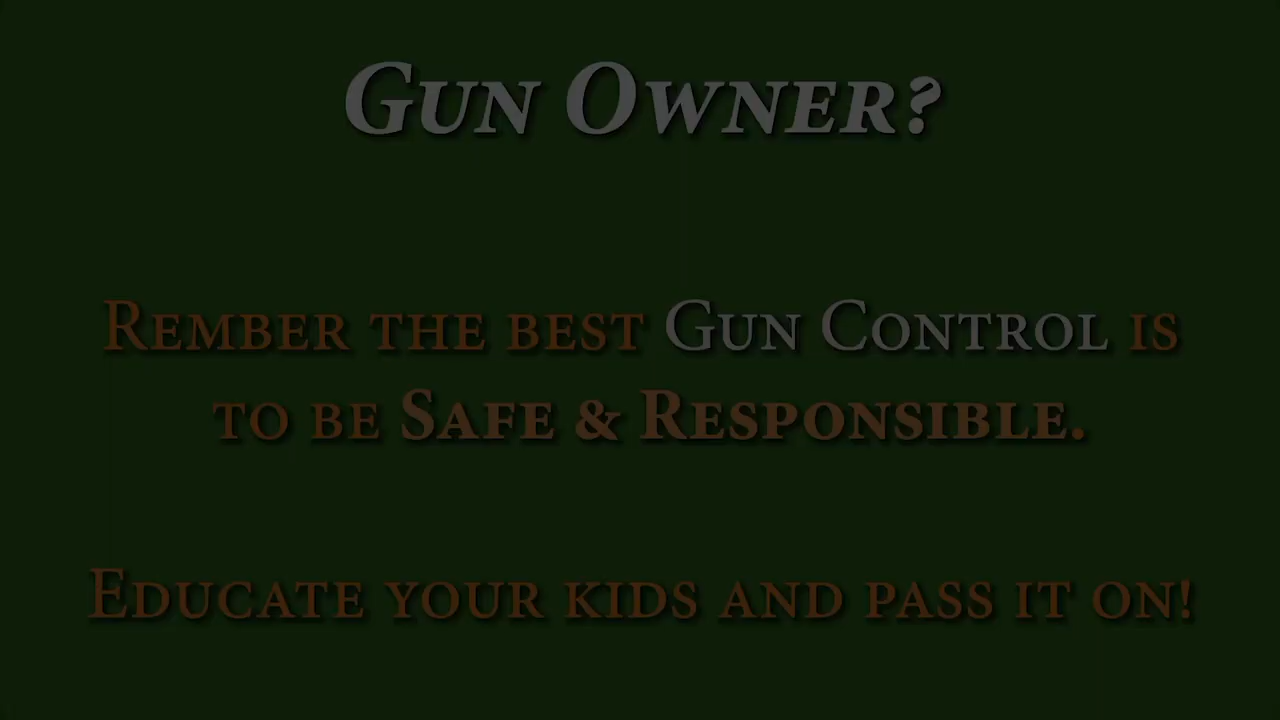 Gun Owner?
Rember the best Gun Control is
to be Safe & Responsible.
Educate your kids and pass it on!